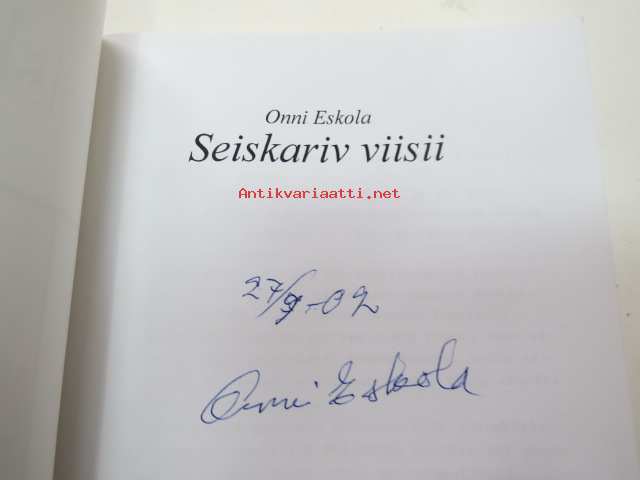 Onni Eskola
Seiskariv viisii
Antikvariaatti.net
27/9-02
Onni Eskola